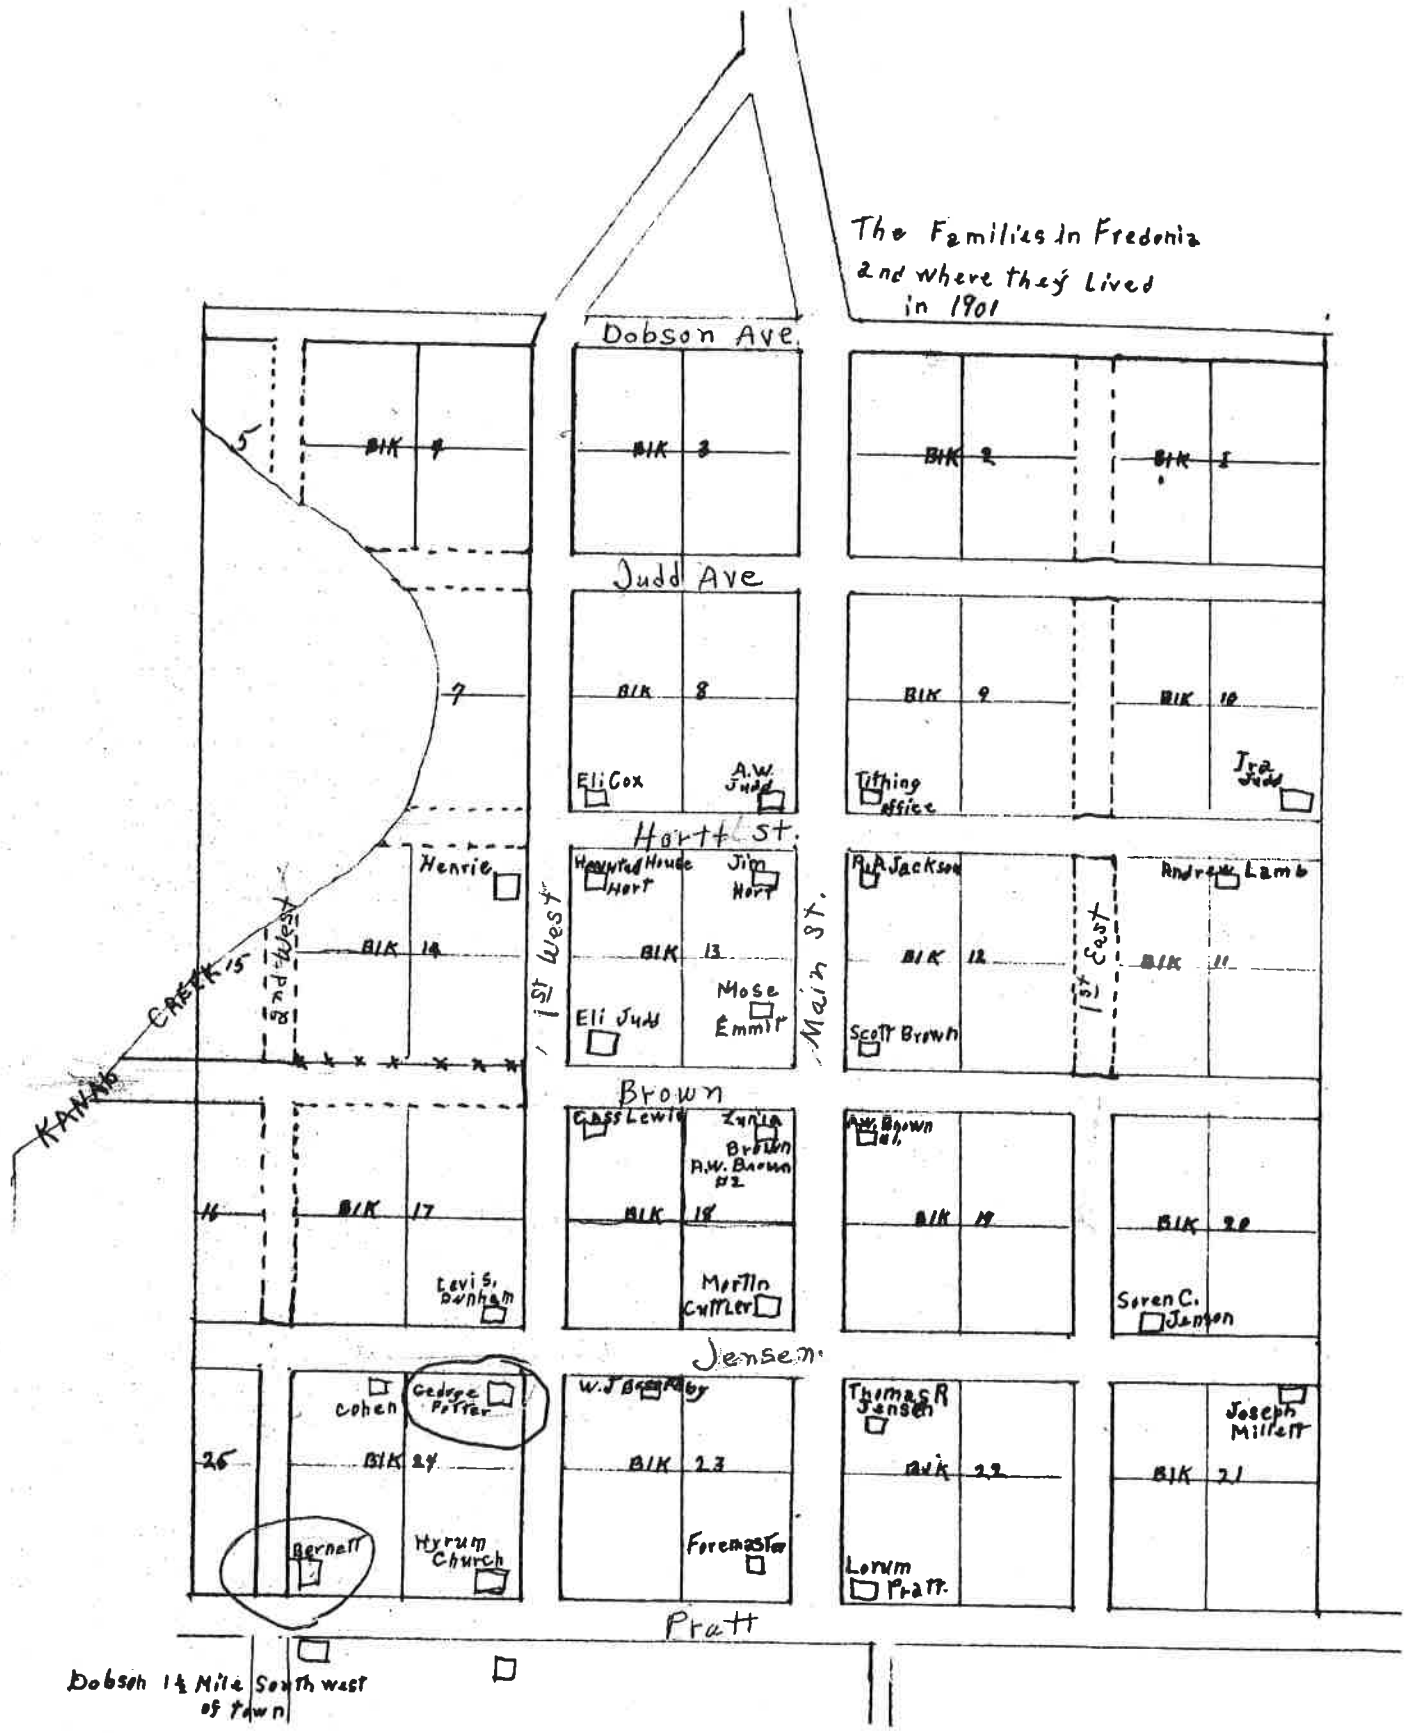 The Families In Fredonia
and where they Lived
in 1901
Dobson Ave.
5
Blk 4
Blk 3
Blk 2
Blk 1
Judd Ave
7
Blk 8
Blk 9
Blk 10
Eli Cox
A.W.
Judd
Tithing
office
Ira
Judd
Hortt St.
Henrie
Haunted House
Hort
Jim
Hort
Jackson
Andrew Lamb
2nd West
1st West
Main St.
1st East
CREEK 15
KANAB
Blk 14
Blk 13
Blk 12
Blk 11
Eli Judd
Mose
Emmit
Scott Brown
Brown
Lewis
Brown
A.W. Brown
#2
A.W. Brown
#1.
16
Blk 17
Blk 18
Blk 19
Blk 20
Levi S.
Dunham
Cuttler
Soren C.
Jenson
Jensen
Cohen
George
Potter
W.J
Thomas R
Jensen
Joseph
Millett
25
Blk 24
Blk 23
Blk 22
Blk 21
Hyrum
Church
Foremaster
Lorum
Pratt.
Pratt
Dobson 1½ Mile South west
of town